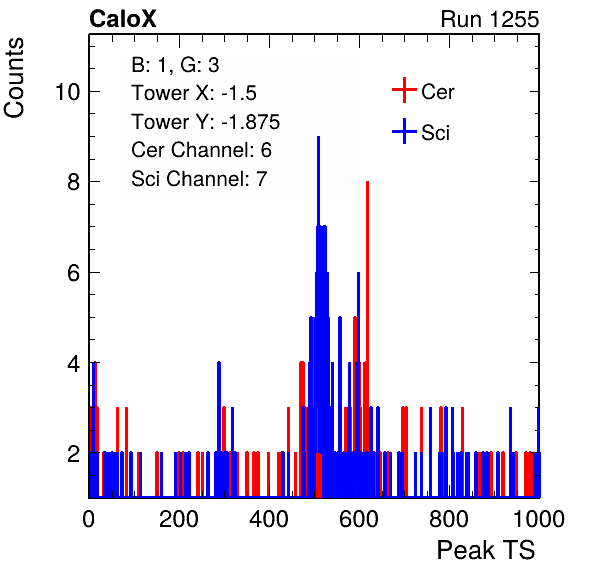 CaloX Run 1255
Counts
B: 1, G: 3
Tower X: -1.5
Tower Y: -1.875
Cer Channel: 6
Sci Channel: 7
Cer
Sci
10
8
6
4
2
0 200 400 600 800 1000
Peak TS